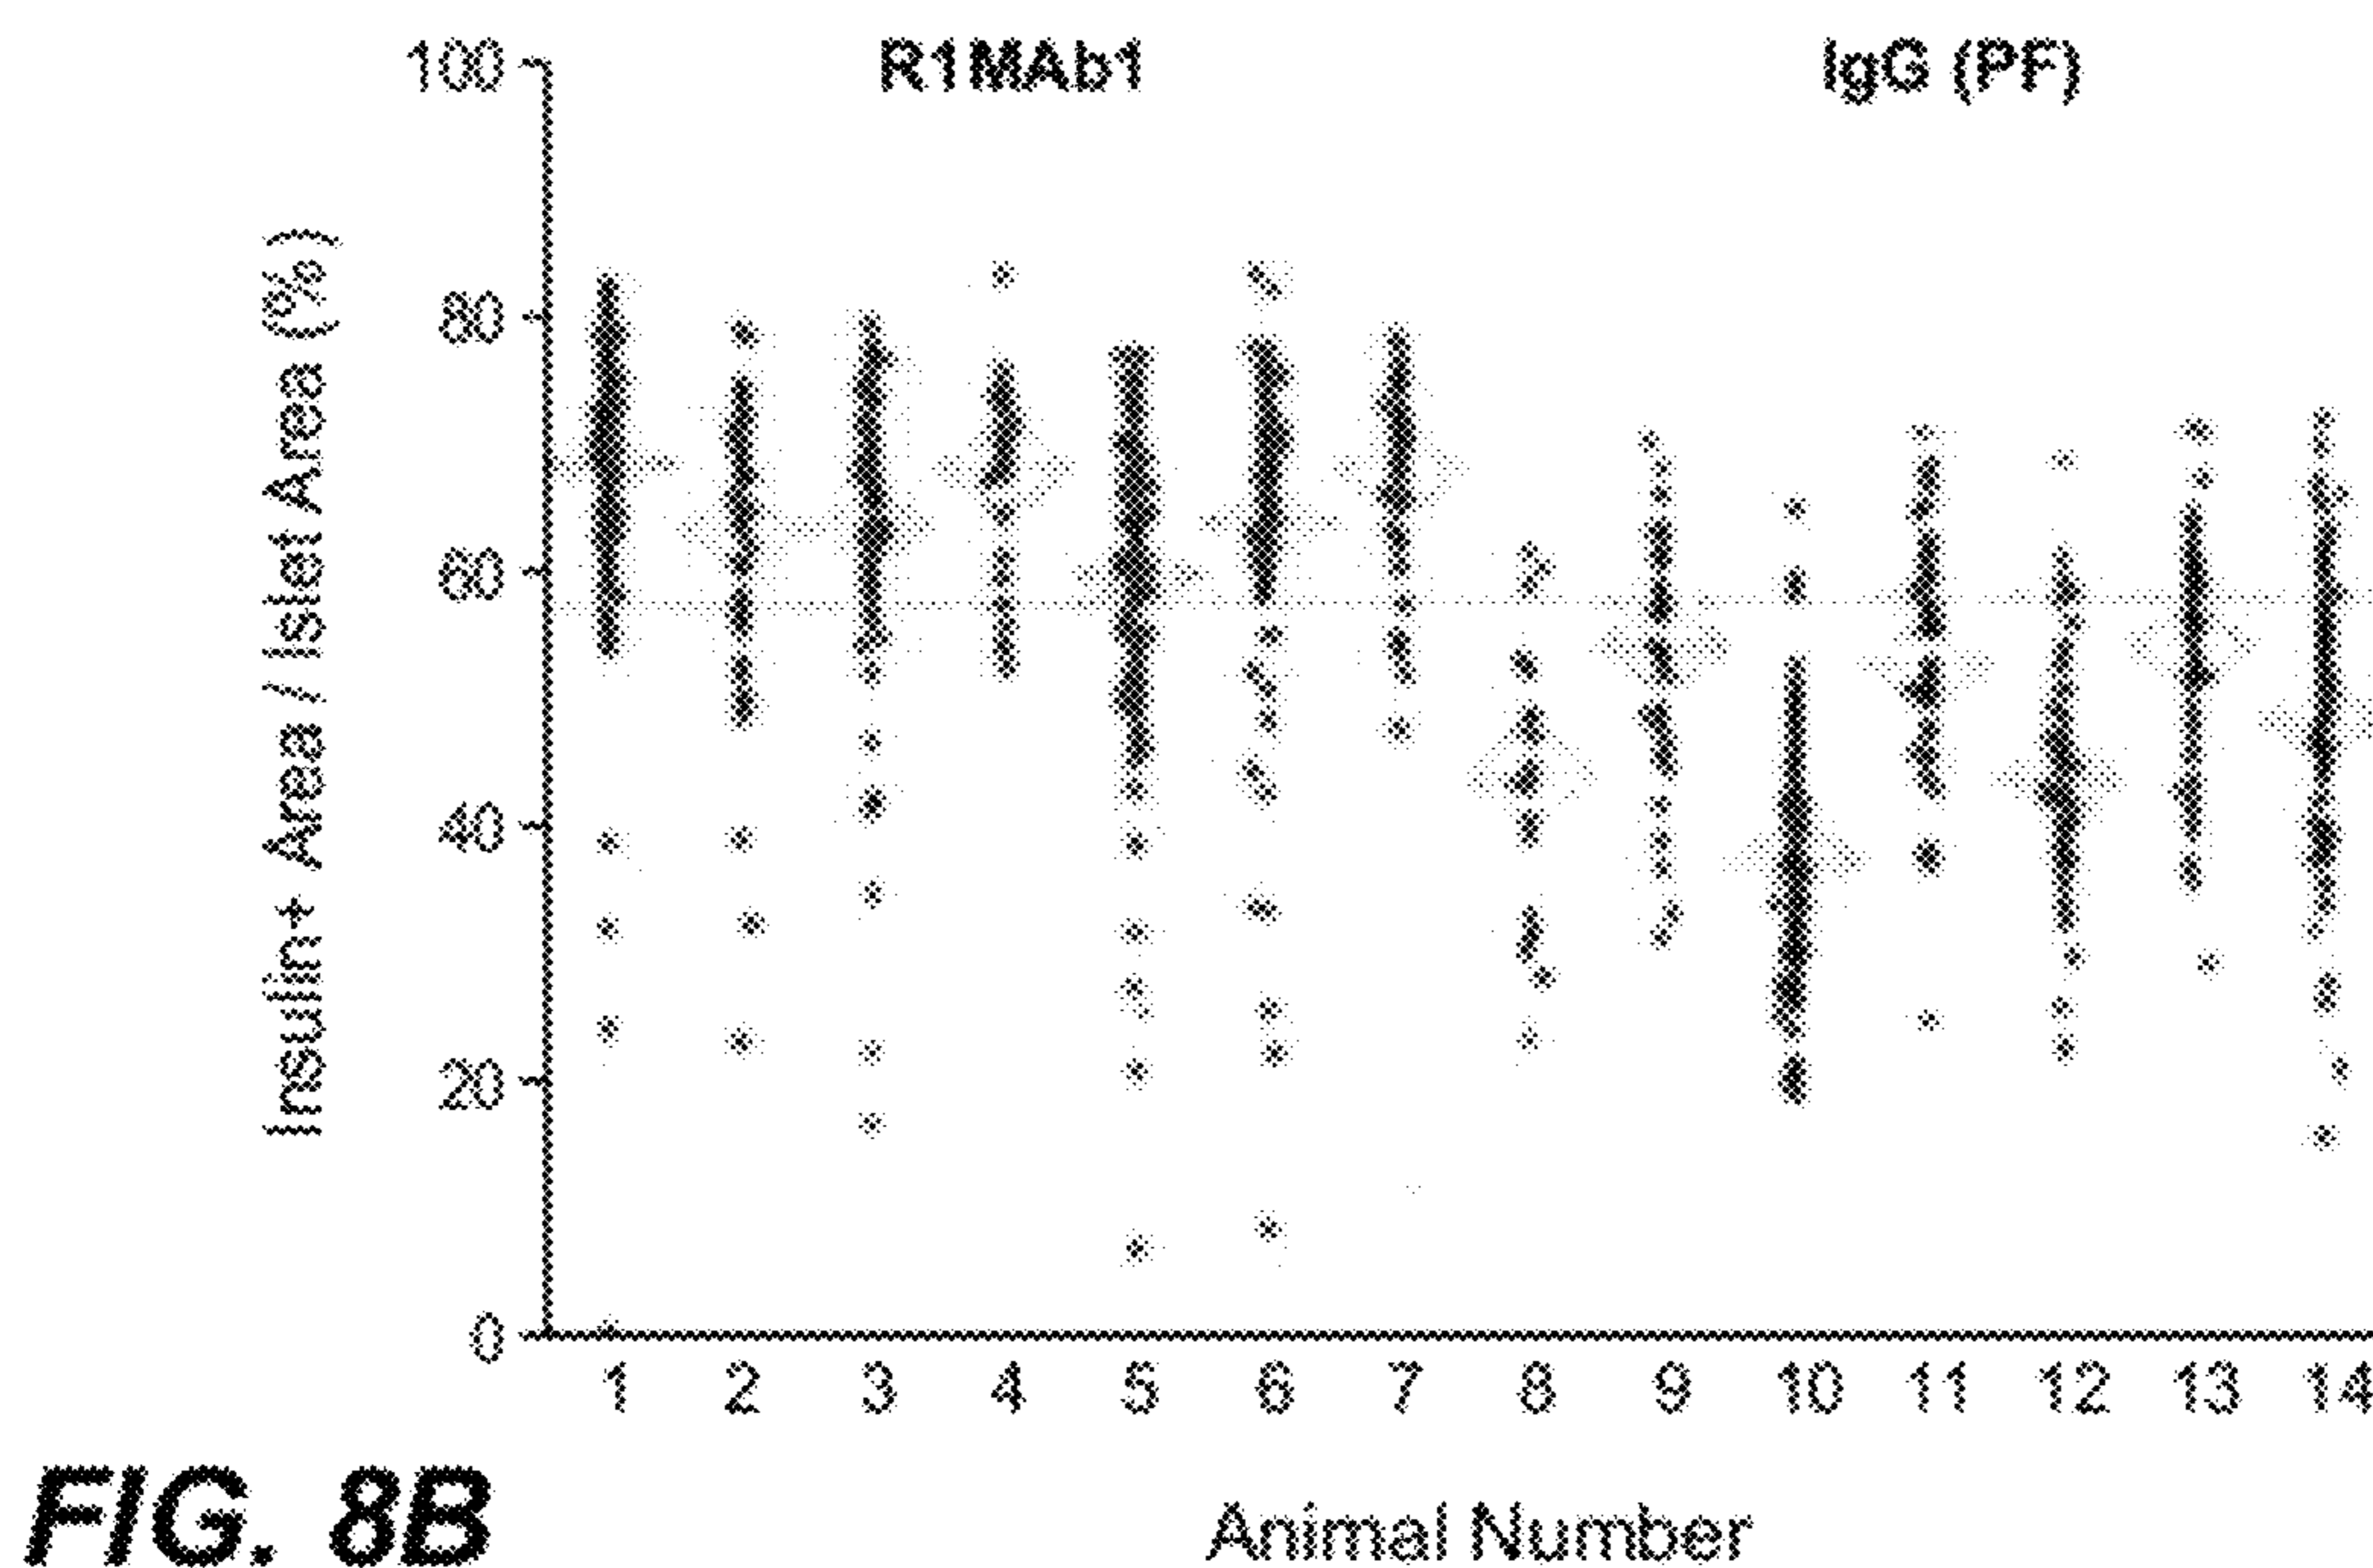 R1MAb1 IgG (PF)
Insulin+ Area / Islet Area (%)
100
80
60
40
20
0
1 2 3 4 5 6 7 8 9 10 11 12 13 14
Animal Number
FIG. 8B